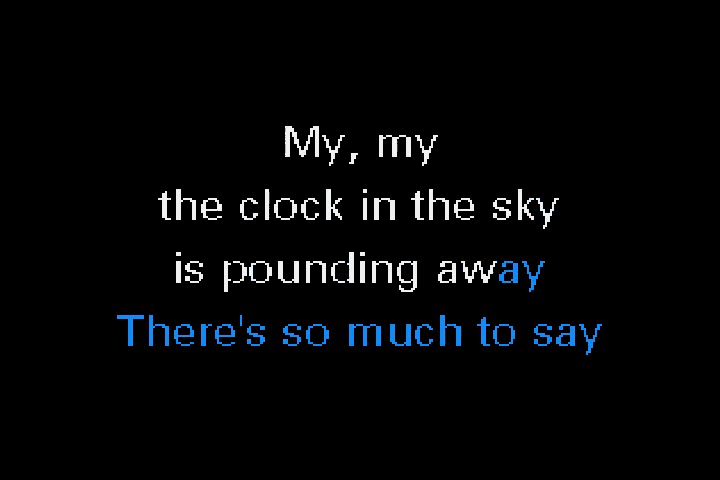 My, my
the clock in the sky
is pounding away
There's so much to say